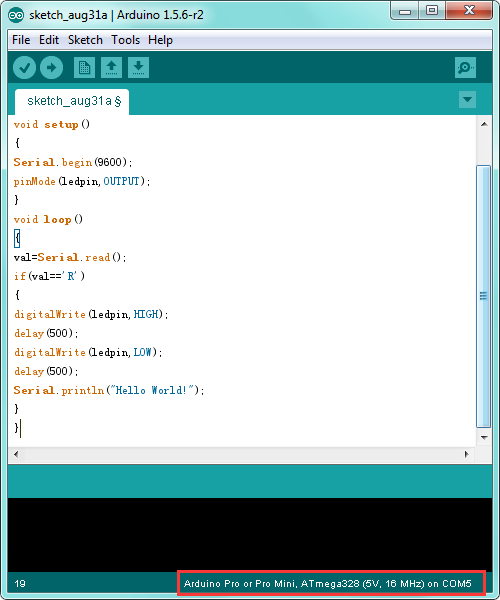 sketch_aug31a | Arduino 1.5.6-r2
File Edit Sketch Tools Help
sketch_aug31a §
void setup()
{
Serial.begin(9600);
pinMode(ledpin,OUTPUT);
}
void loop()
{
val=Serial.read();
if(val=='R')
{
digitalWrite(ledpin,HIGH);
delay(500);
digitalWrite(ledpin,LOW);
delay(500);
Serial.println("Hello World!");
}
}
19
Arduino Pro or Pro Mini, ATmega328 (5V, 16 MHz) on COM5